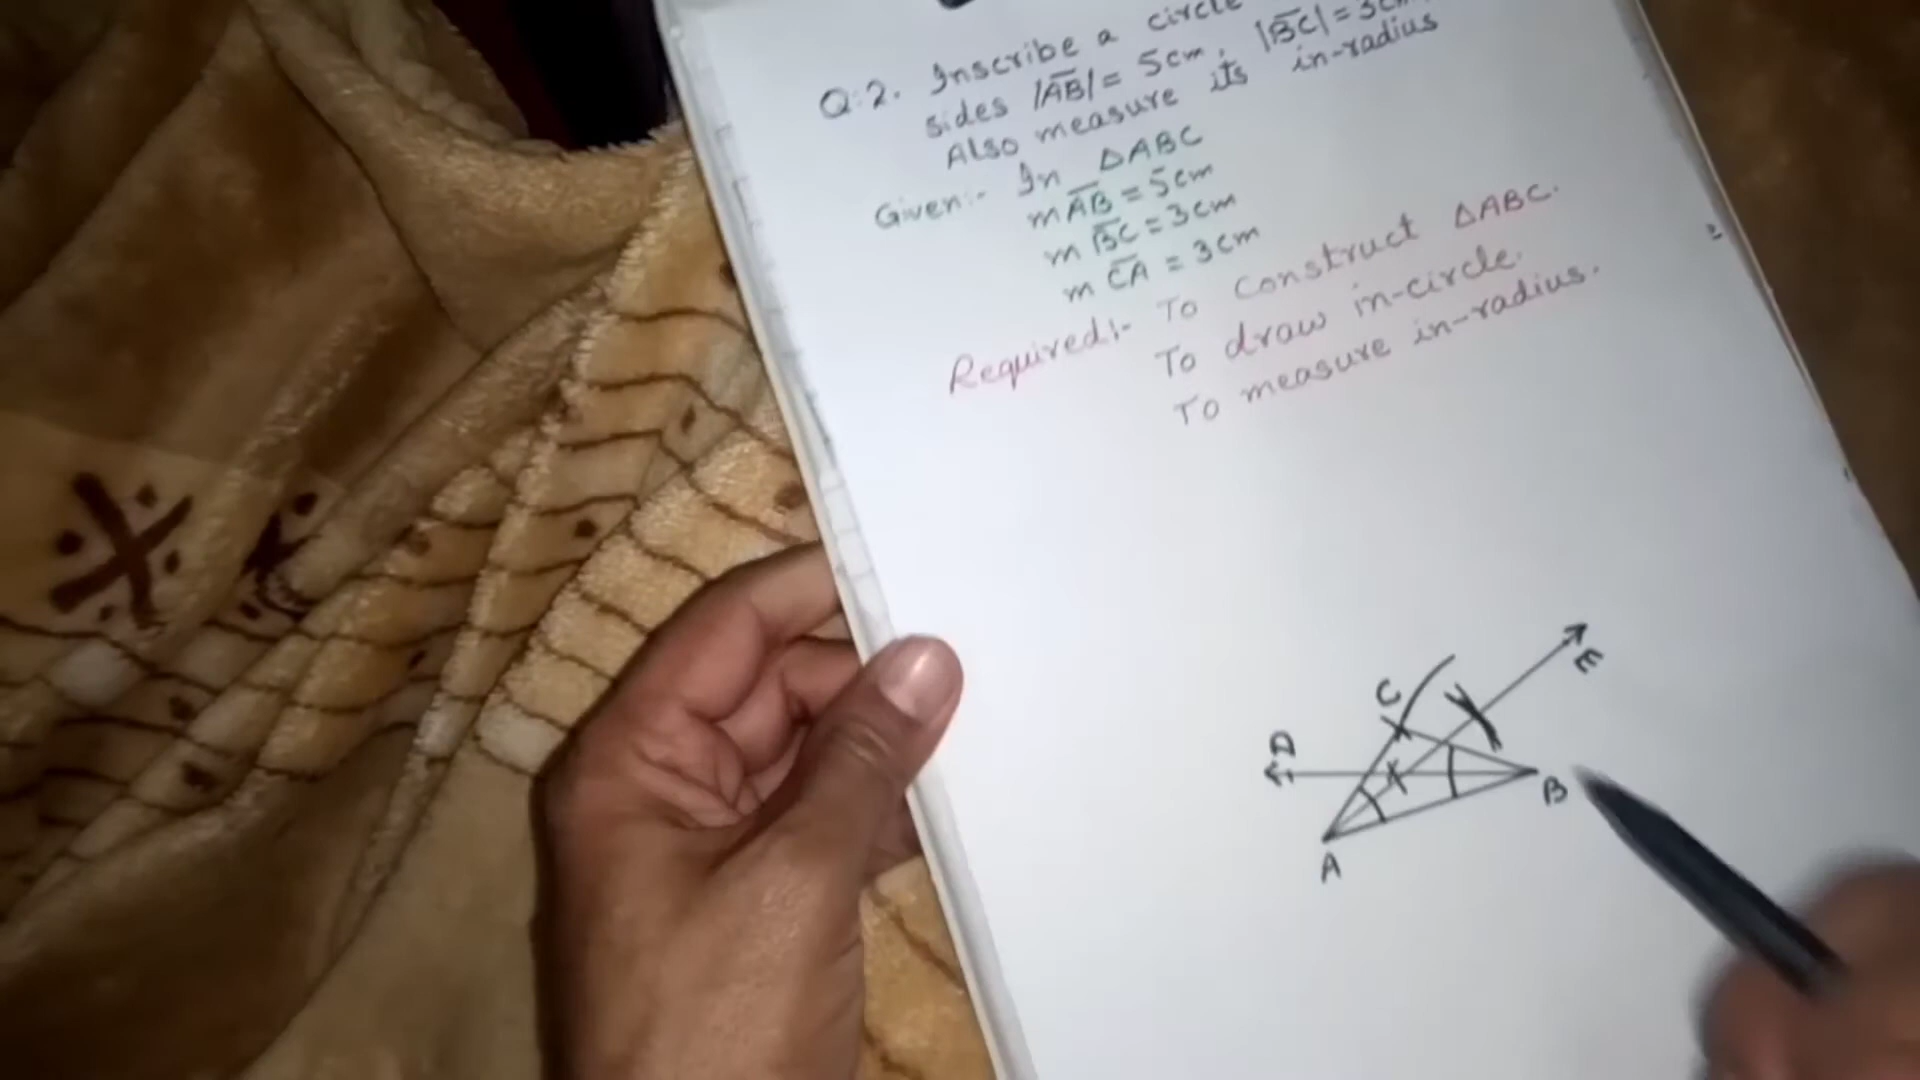 Q:2. Inscribe a circle
sides |AB| = 5cm, |BC| = 3cm
Also measure its in-radius
Given:- In △ABC
mAB = 5cm
mBC = 3cm
mCA = 3cm
Required:- To construct △ABC.
To draw in-circle.
To measure in-radius.
E
C
D
B
A